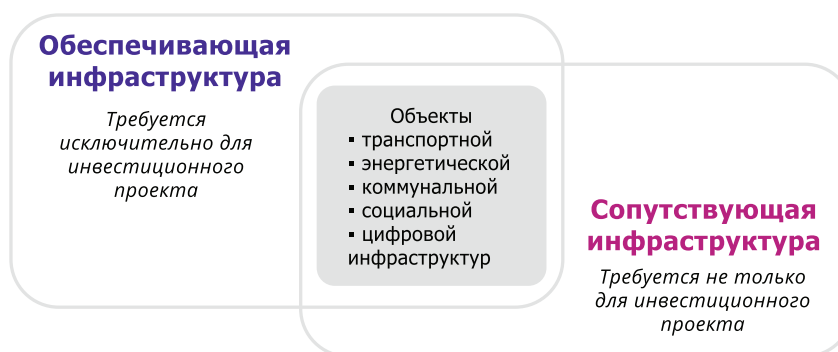 Обеспечивающая
инфраструктура
Требуется
исключительно для
инвестиционного
проекта
Объекты
▪ транспортной
▪ энергетической
▪ коммунальной
▪ социальной
▪ цифровой
инфраструктур
Сопутствующая
инфраструктура
Требуется не только
для инвестиционного
проекта